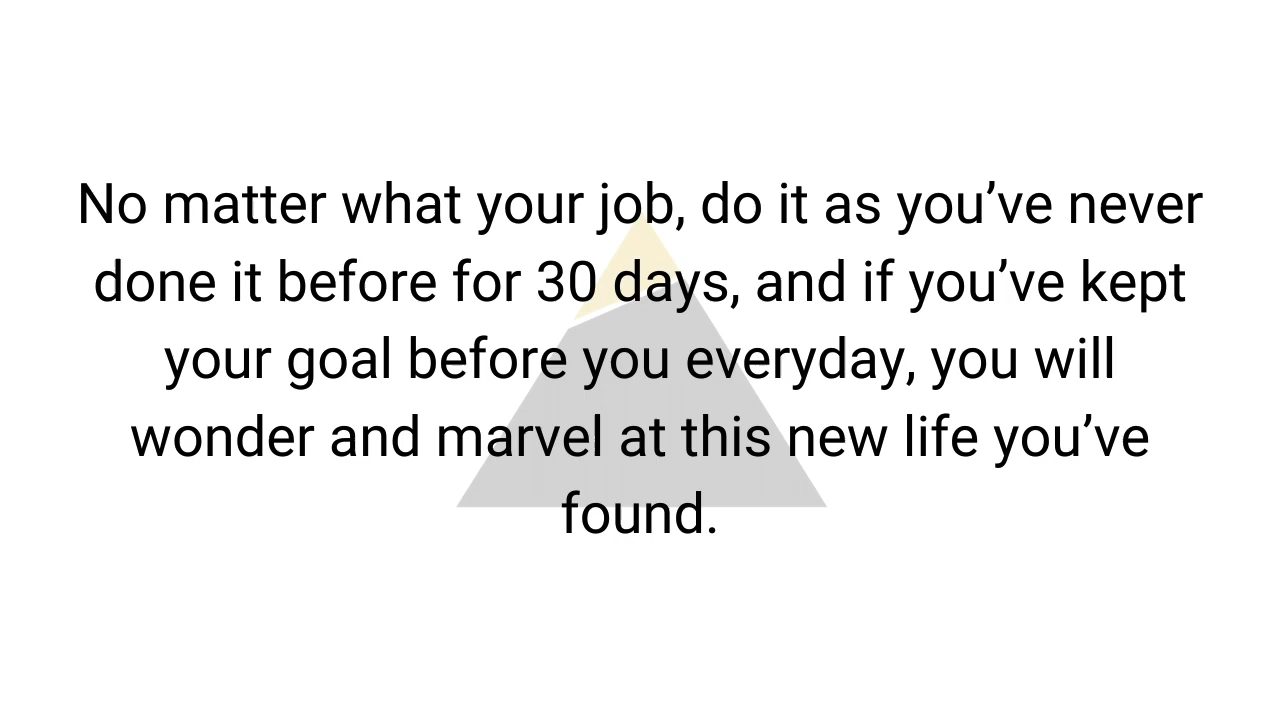 No matter what your job, do it as you’ve never
done it before for 30 days, and if you’ve kept
your goal before you everyday, you will
wonder and marvel at this new life you’ve
found.